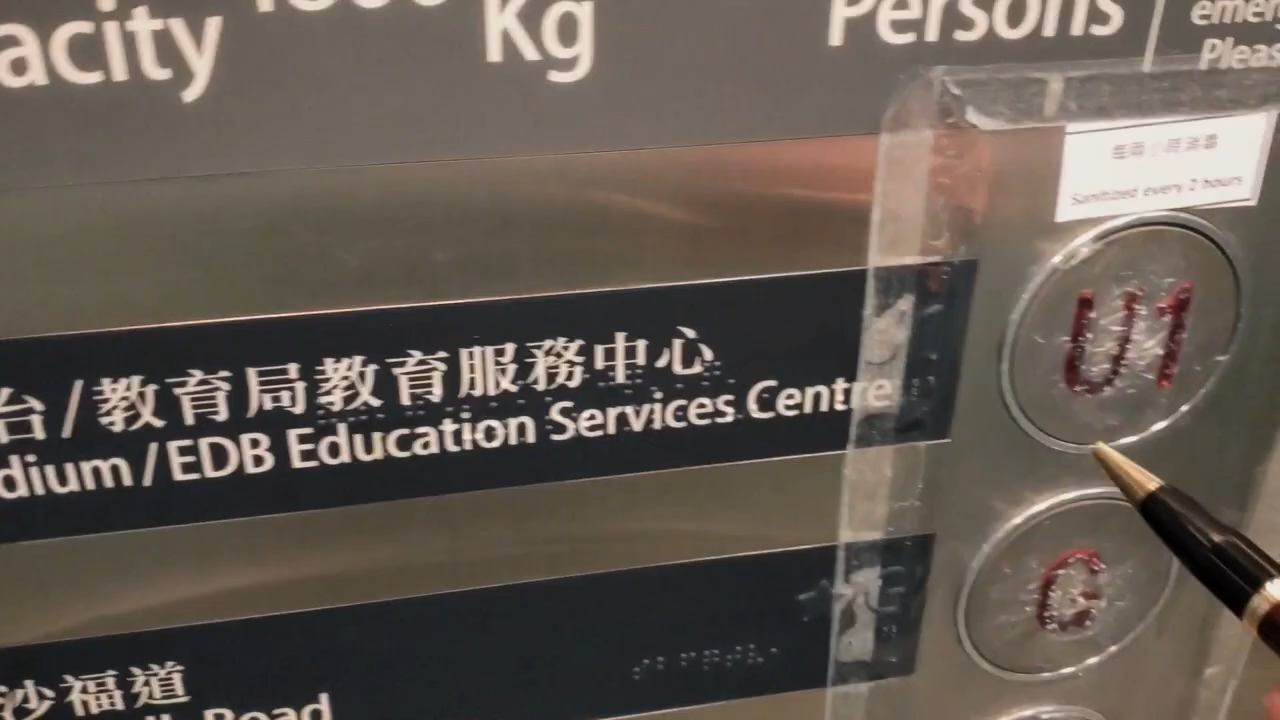 acity
Kg
Persons
emer
Pleas
Sanitized every 2 hours
U1
台/教育局教育服務中心
dium/EDB Education Services Centre
G
沙福道
Road